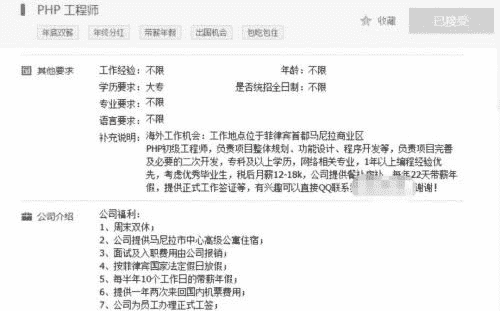 PHP 工程师
收藏
已接受
年底双薪 年终分红 带薪年假 出国机会 包吃包住
其他要求
工作经验：不限 年龄：不限
学历要求：大专 是否统招全日制：不限
专业要求：不限
语言要求：不限
补充说明：海外工作机会：工作地点位于菲律宾首都马尼拉商业区
PHP初级工程师，负责项目整体规划、功能设计、程序开发等，负责项目完善
及必要的二次开发，专科及以上学历，网络相关专业，1年以上编程经验优
先，考虑优秀毕业生，税后月薪12-18k，公司提供餐补房补，每年22天带薪年
假，提供正式工作签证等，有兴趣可以直接QQ联系 谢谢！
公司介绍
公司福利：
1、周末双休；
2、公司提供马尼拉市中心高级公寓住宿；
3、面试及入职费用由公司报销；
4、按菲律宾国家法定假日放假；
5、每半年10个工作日的带薪年假；
6、提供一年两次来回国内机票费用；
7、公司为员工办理正式工签；